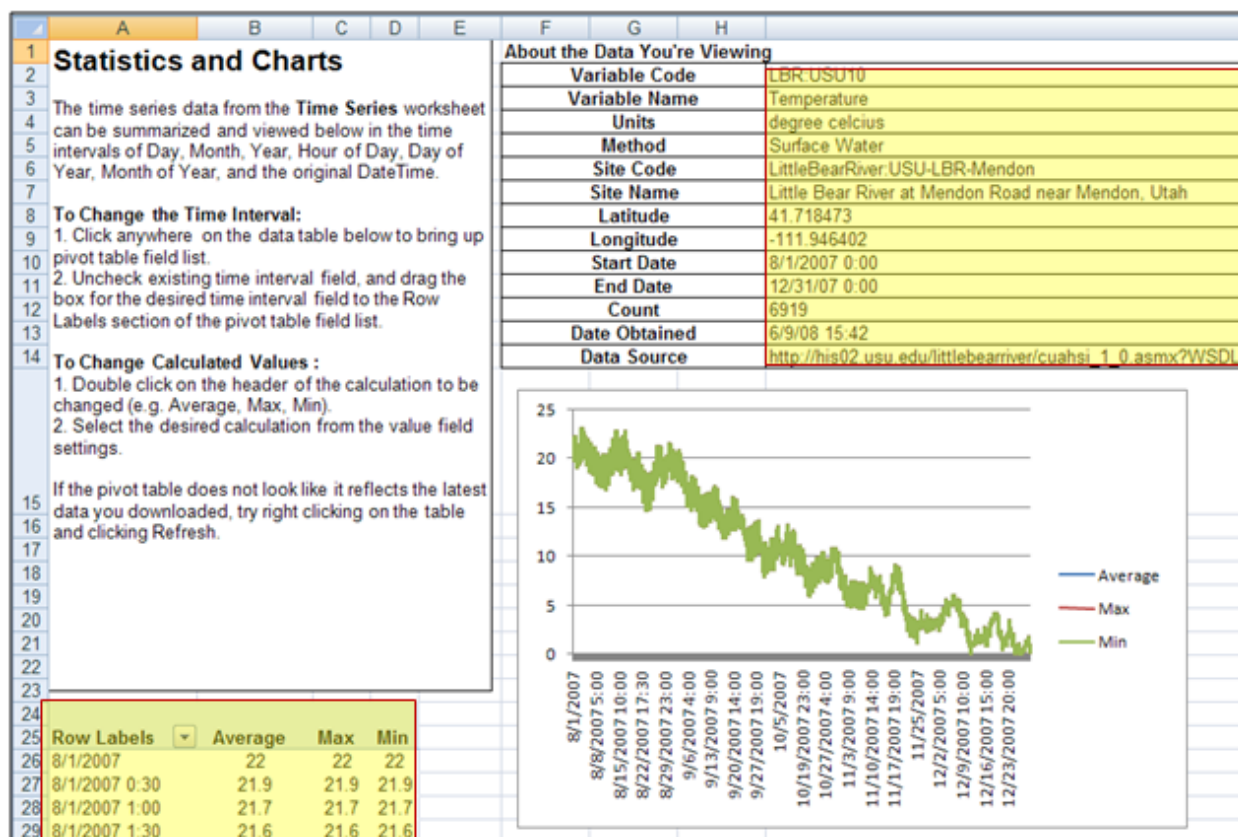 A B C D E F G H
1
2
3
4
5
6
7
8
9
10
11
12
13
14
15
16
17
18
19
20
21
22
23
24
25
26
27
28
29
Statistics and Charts
The time series data from the Time Series worksheet
can be summarized and viewed below in the time
intervals of Day, Month, Year, Hour of Day, Day of
Year, Month of Year, and the original DateTime.
To Change the Time Interval:
1. Click anywhere on the data table below to bring up
pivot table field list.
2. Uncheck existing time interval field, and drag the
box for the desired time interval field to the Row
Labels section of the pivot table field list.
To Change Calculated Values :
1. Double click on the header of the calculation to be
changed (e.g. Average, Max, Min).
2. Select the desired calculation from the value field
settings.
If the pivot table does not look like it reflects the latest
data you downloaded, try right clicking on the table
and clicking Refresh.
About the Data You're Viewing
Variable Code LBR:USU10
Variable Name Temperature
Units degree celcius
Method Surface Water
Site Code LittleBearRiver:USU-LBR-Mendon
Site Name Little Bear River at Mendon Road near Mendon, Utah
Latitude 41.718473
Longitude -111.946402
Start Date 8/1/2007 0:00
End Date 12/31/07 0:00
Count 6919
Date Obtained 6/9/08 15:42
Data Source http://his02.usu.edu/littlebearriver/cuahsi_1_0.asmx?WSDL
25
20
15
10
5
0
8/1/2007
8/8/2007 5:00
8/15/2007 10:00
8/22/2007 17:30
8/29/2007 23:00
9/6/2007 4:00
9/13/2007 9:00
9/20/2007 14:00
9/27/2007 19:00
10/5/2007
10/19/2007 23:00
10/27/2007 4:00
11/3/2007 9:00
11/10/2007 14:00
11/17/2007 19:00
11/25/2007
12/2/2007 5:00
12/9/2007 10:00
12/16/2007 15:00
12/23/2007 20:00
Average
Max
Min
Row Labels Average Max Min
8/1/2007 22 22 22
8/1/2007 0:30 21.9 21.9 21.9
8/1/2007 1:00 21.7 21.7 21.7
8/1/2007 1:30 21.6 21.6 21.6